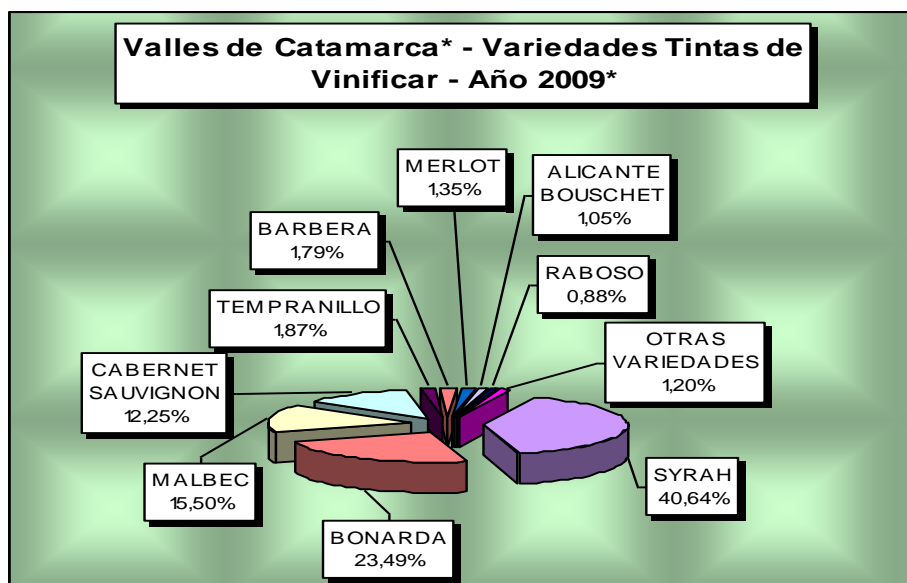 Valles de Catamarca* - Variedades Tintas de
Vinificar - Año 2009*
MERLOT
1,35%
ALICANTE
BOUSCHET
1,05%
BARBERA
1,79%
RABOSO
0,88%
TEMPRANILLO
1,87%
OTRAS
VARIEDADES
1,20%
CABERNET
SAUVIGNON
12,25%
MALBEC
15,50%
SYRAH
40,64%
BONARDA
23,49%